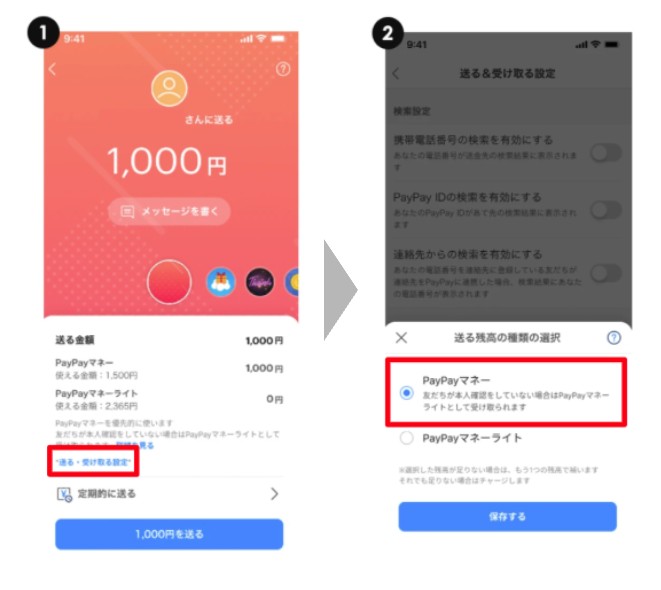 1
9:41
さんに送る
1,000円
メッセージを書く
送る金額 1,000円
PayPayマネー 1,000円
使える金額：1,500円
PayPayマネーライト 0円
使える金額：2,365円
PayPayマネーを優先的に使います
友だちが本人確認をしていない場合はPayPayマネーライトとして
見る
"送る・受け取る設定"
定期的に送る
1,000円を送る
2
9:41
送る&受け取る設定
検索設定
携帯電話番号の検索を有効にする
あなたの電話番号が送金先の検索結果に表示されま
す
PayPay IDの検索を有効にする
あなたのPayPay IDがあて先の検索結果に表示され
ます
連絡先からの検索を有効にする
あなたの電話番号を連絡先に登録している友だちが
連絡先をPayPayに連携した場合、検索結果にあなた
の電話番号が表示されます
送る残高の種類の選択
PayPayマネー
友だちが本人確認をしていない場合はPayPayマネー
ライトとして受け取られます
PayPayマネーライト
※選択した残高が足りない場合は、もう1つの残高で補います
それでも足りない場合はチャージします
保存する